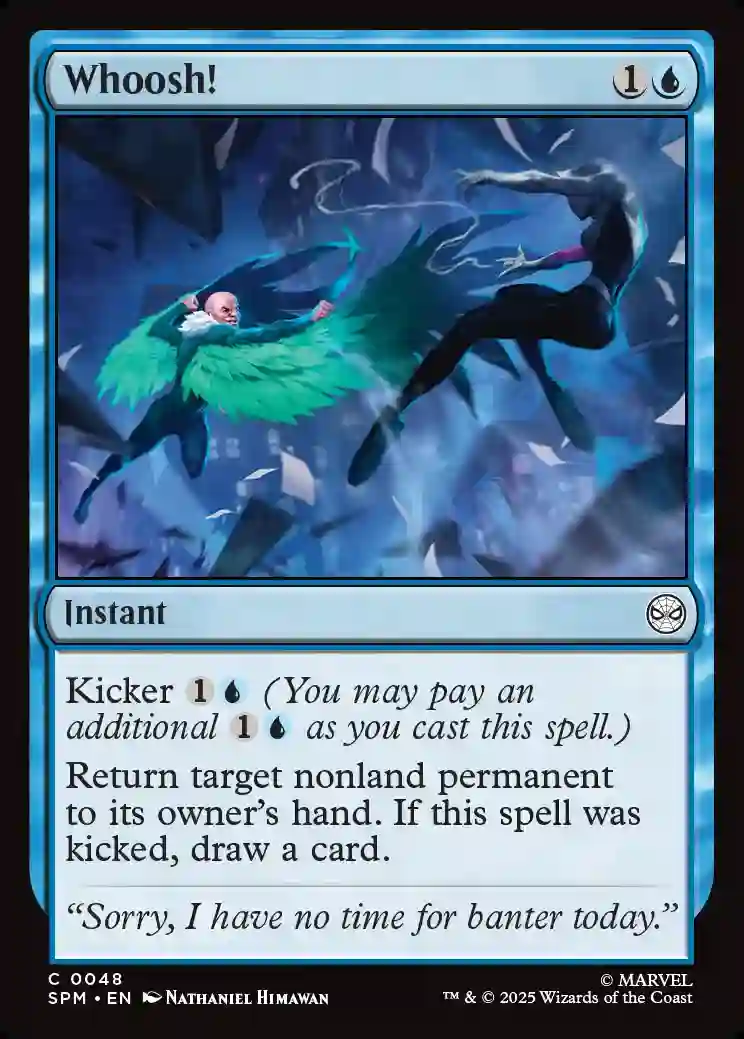 Whoosh! 1
Instant
Kicker 1 (You may pay an
additional 1 as you cast this spell.)
Return target nonland permanent
to its owner's hand. If this spell was
kicked, draw a card.
“Sorry, I have no time for banter today.”
C 0048
SPM • EN Nathaniel Himawan
© MARVEL
™ & © 2025 Wizards of the Coast